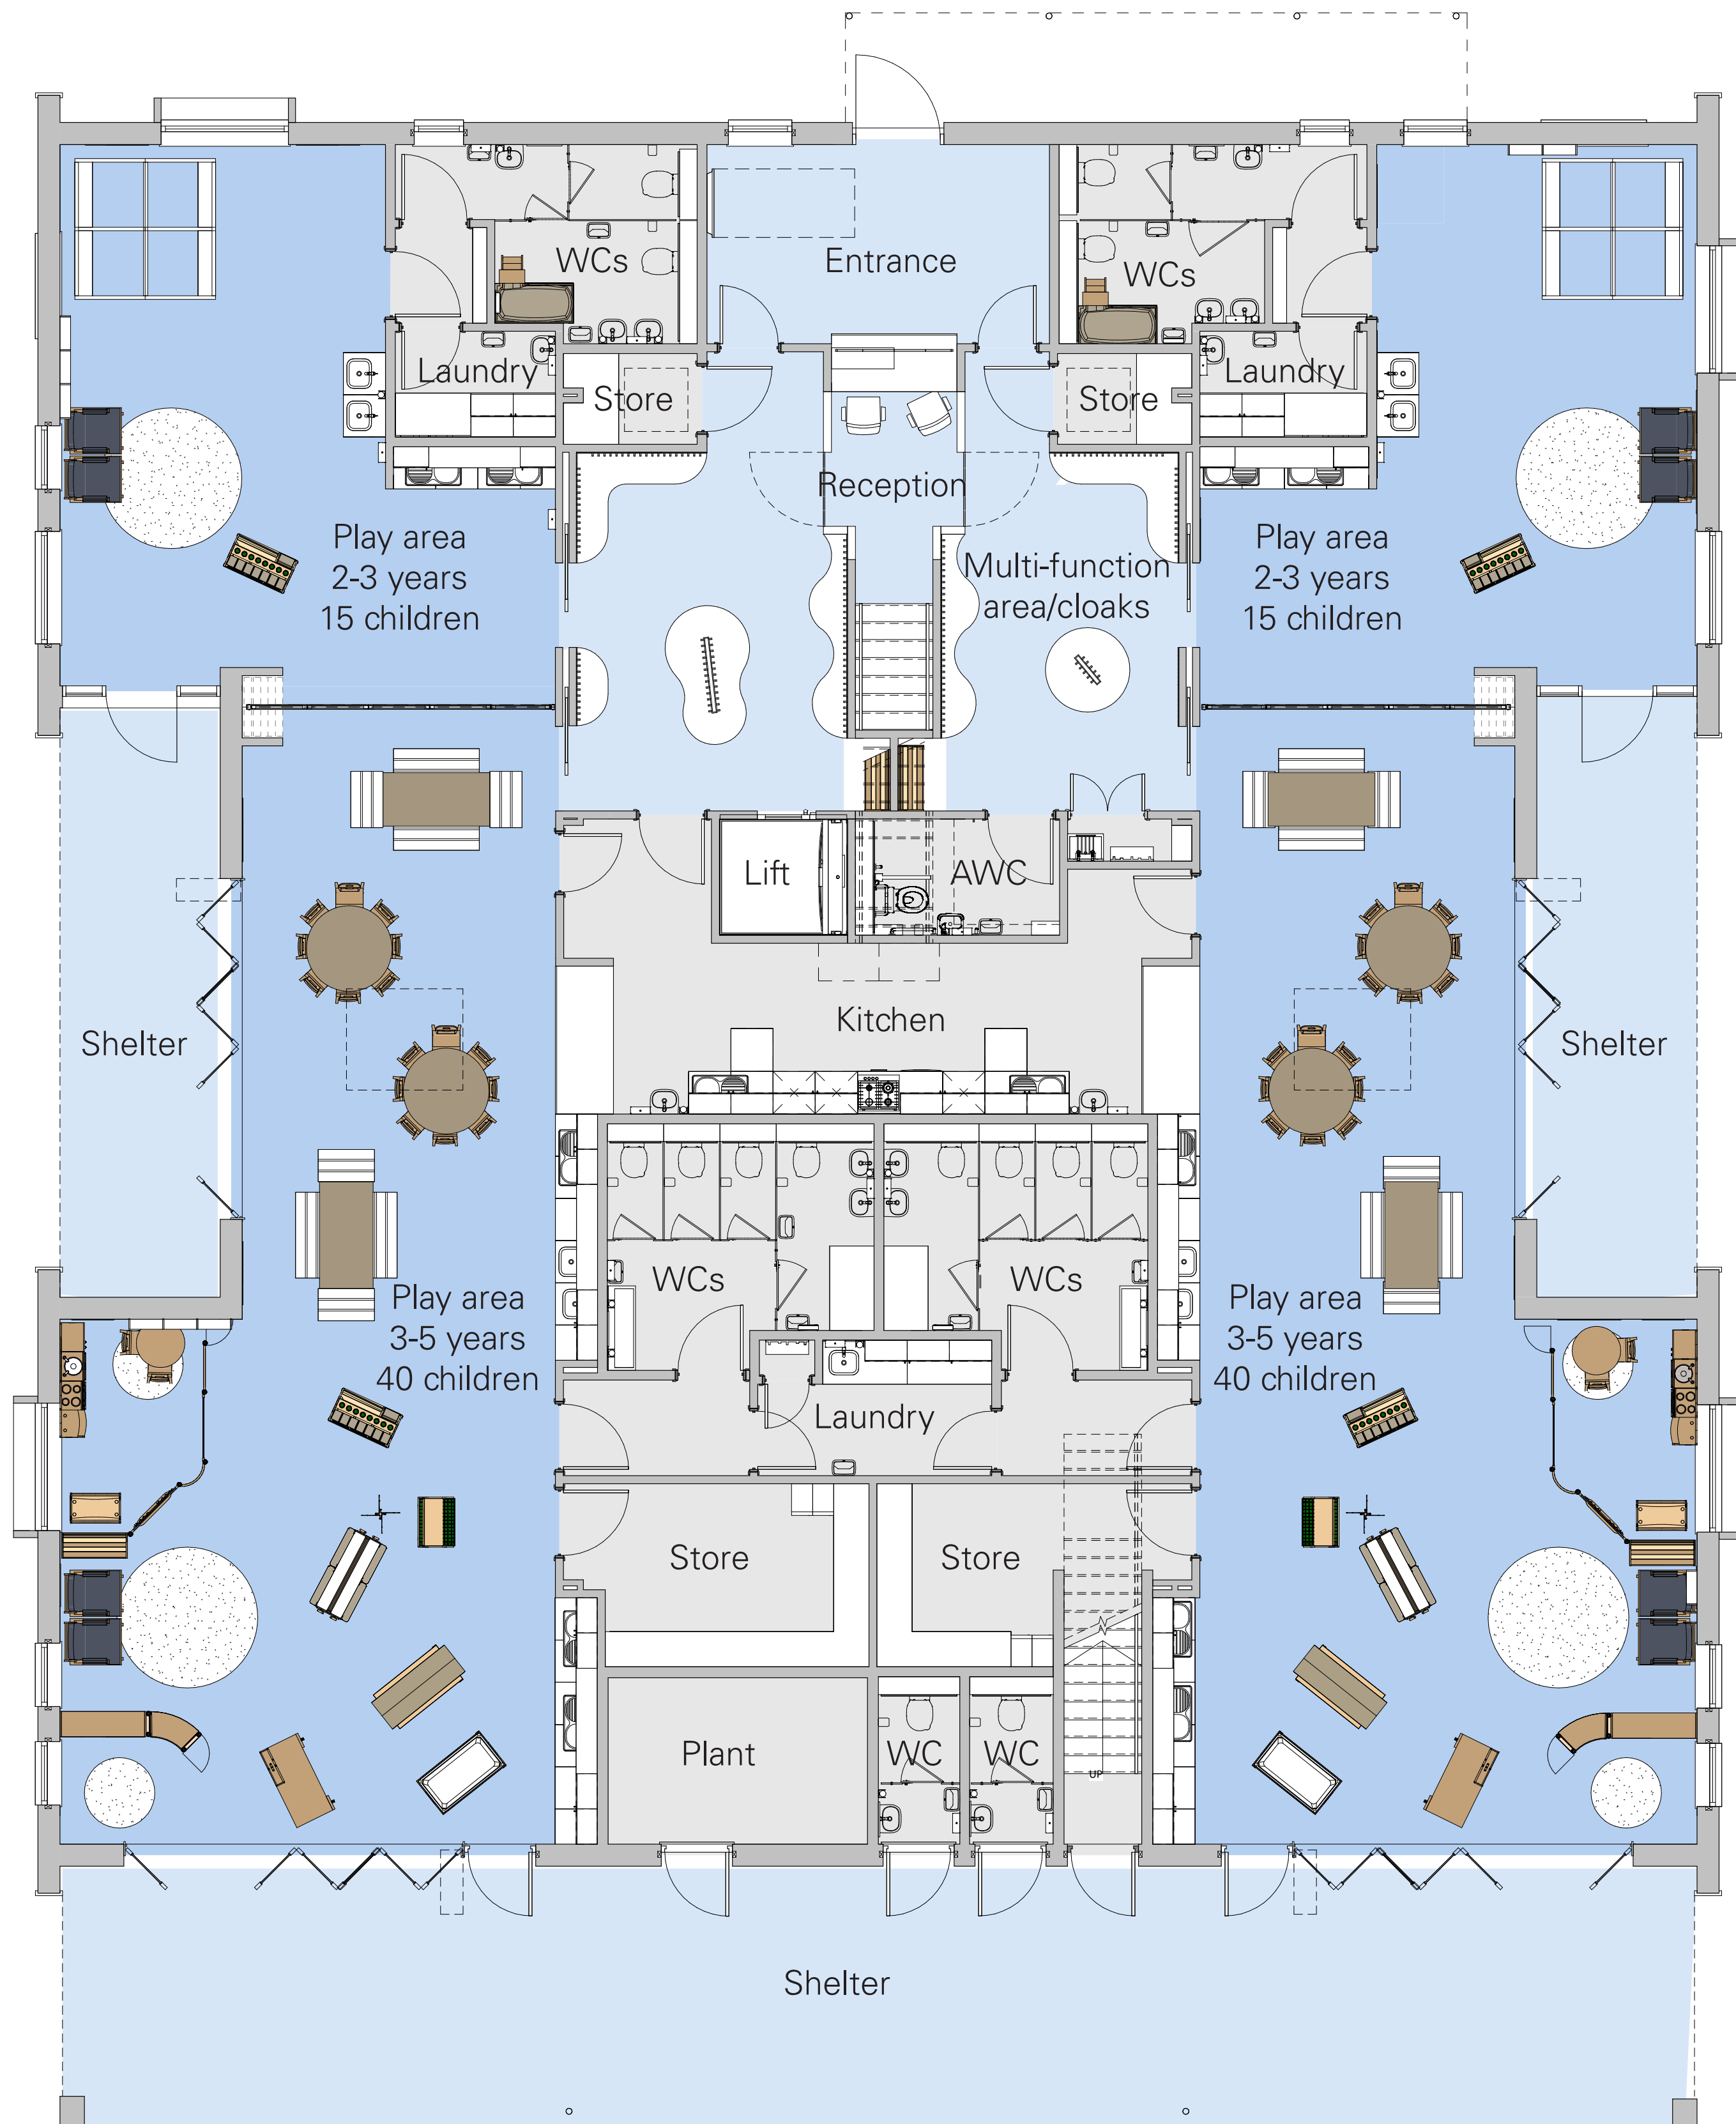 WCs
Entrance
WCs
Laundry
Store
Store
Laundry
Reception
Play area
2-3 years
15 children
Multi-function
area/cloaks
Play area
2-3 years
15 children
Lift
AWC
Shelter
Kitchen
Shelter
WCs
WCs
Play area
3-5 years
40 children
Play area
3-5 years
40 children
Laundry
Store
Store
Plant
WC
WC
UP
Shelter